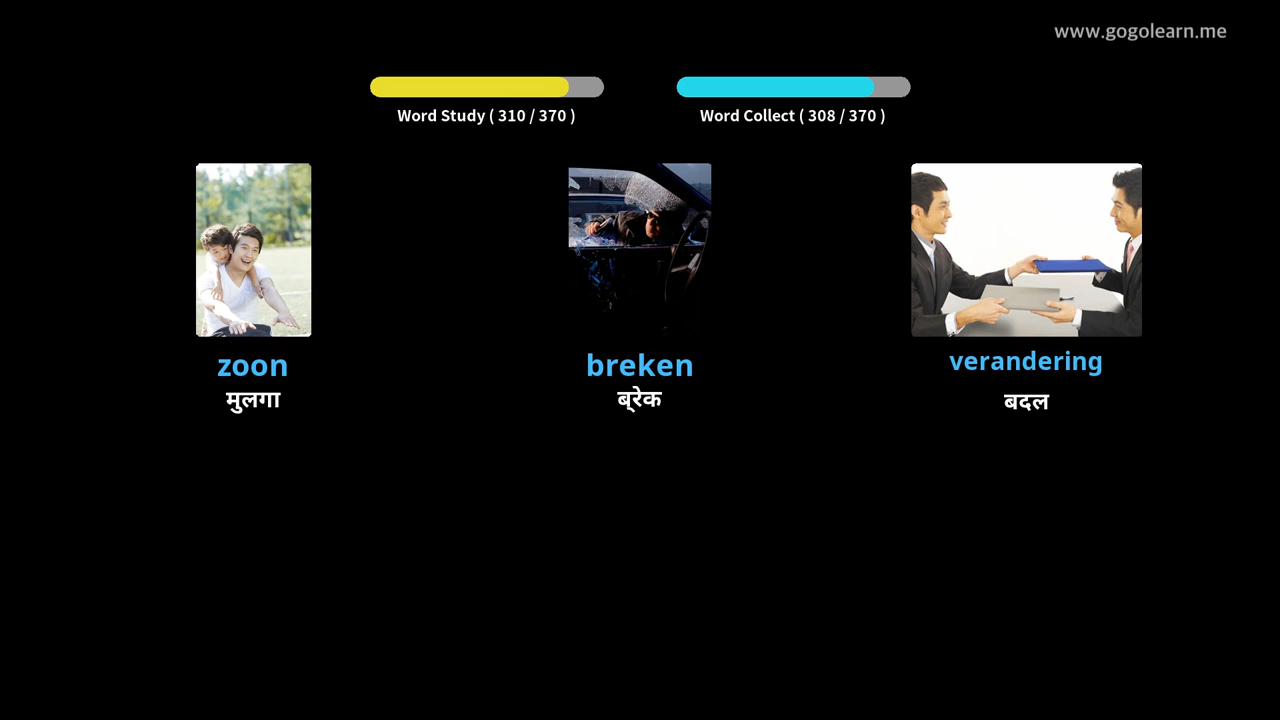 www.gogolearn.me
Word Study ( 310 / 370 )
Word Collect ( 308 / 370 )
zoon
मुलगा
breken
ब्रेक
verandering
बदल